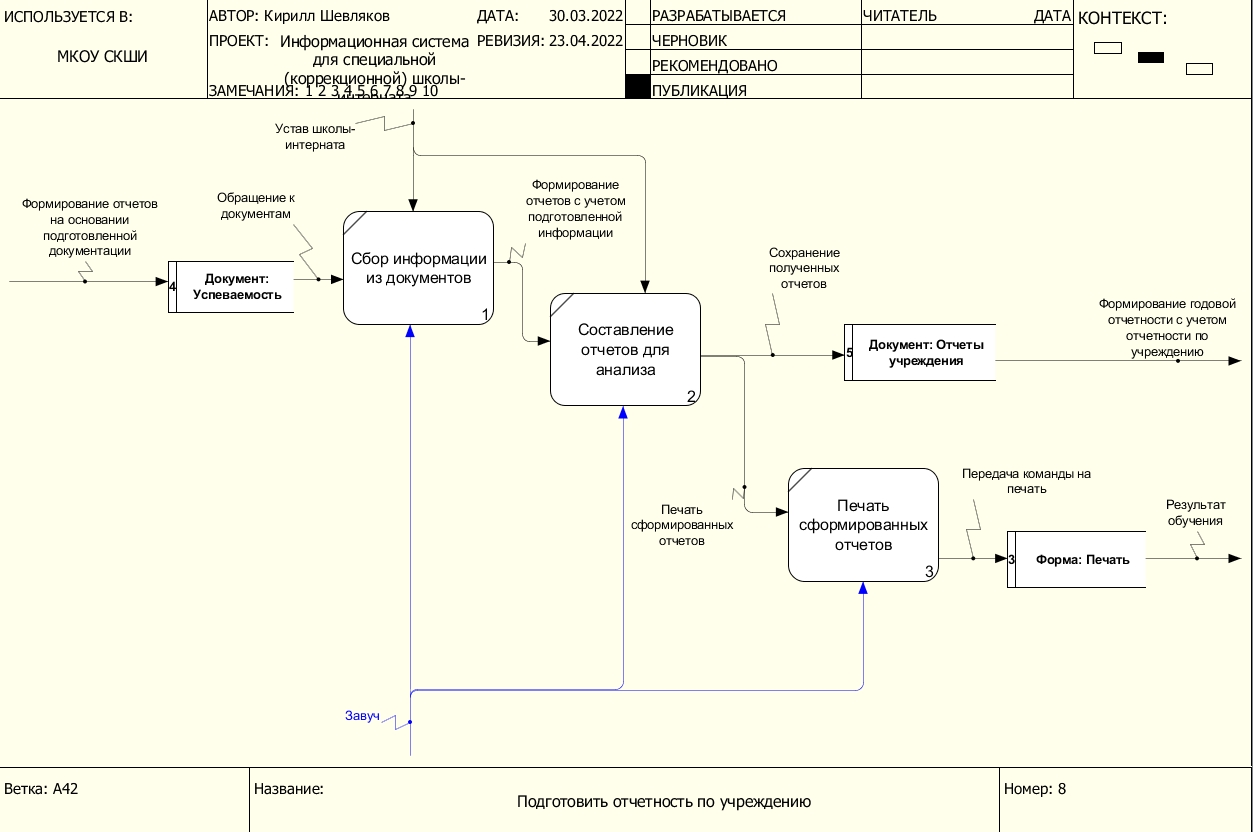 ИСПОЛЬЗУЕТСЯ В:
МКОУ СКШИ
АВТОР: Кирилл Шевляков
ДАТА: 30.03.2022
ПРОЕКТ: Информационная система
для специальной
(коррекционной) школы-
интерната
РЕВИЗИЯ: 23.04.2022
ЗАМЕЧАНИЯ: 1 2 3 4 5 6 7 8 9 10
РАЗРАБАТЫВАЕТСЯ
ЧЕРНОВИК
РЕКОМЕНДОВАНО
ПУБЛИКАЦИЯ
ЧИТАТЕЛЬ
ДАТА
КОНТЕКСТ:
Устав школы-
интерната
Формирование отчетов
на основании
подготовленной
документации
Обращение к
документам
Формирование
отчетов с учетом
подготовленной
информации
4
Документ:
Успеваемость
Сбор информации
из документов
1
Сохранение
полученных
отчетов
Составление
отчетов для
анализа
2
Формирование годовой
отчетности с учетом
отчетности по
учреждению
5
Документ: Отчеты
учреждения
Печать
сформированных
отчетов
Печать
сформированных
отчетов
3
Передача команды на
печать
Результат
обучения
3
Форма: Печать
Завуч
Ветка: A42
Название:
Подготовить отчетность по учреждению
Номер: 8